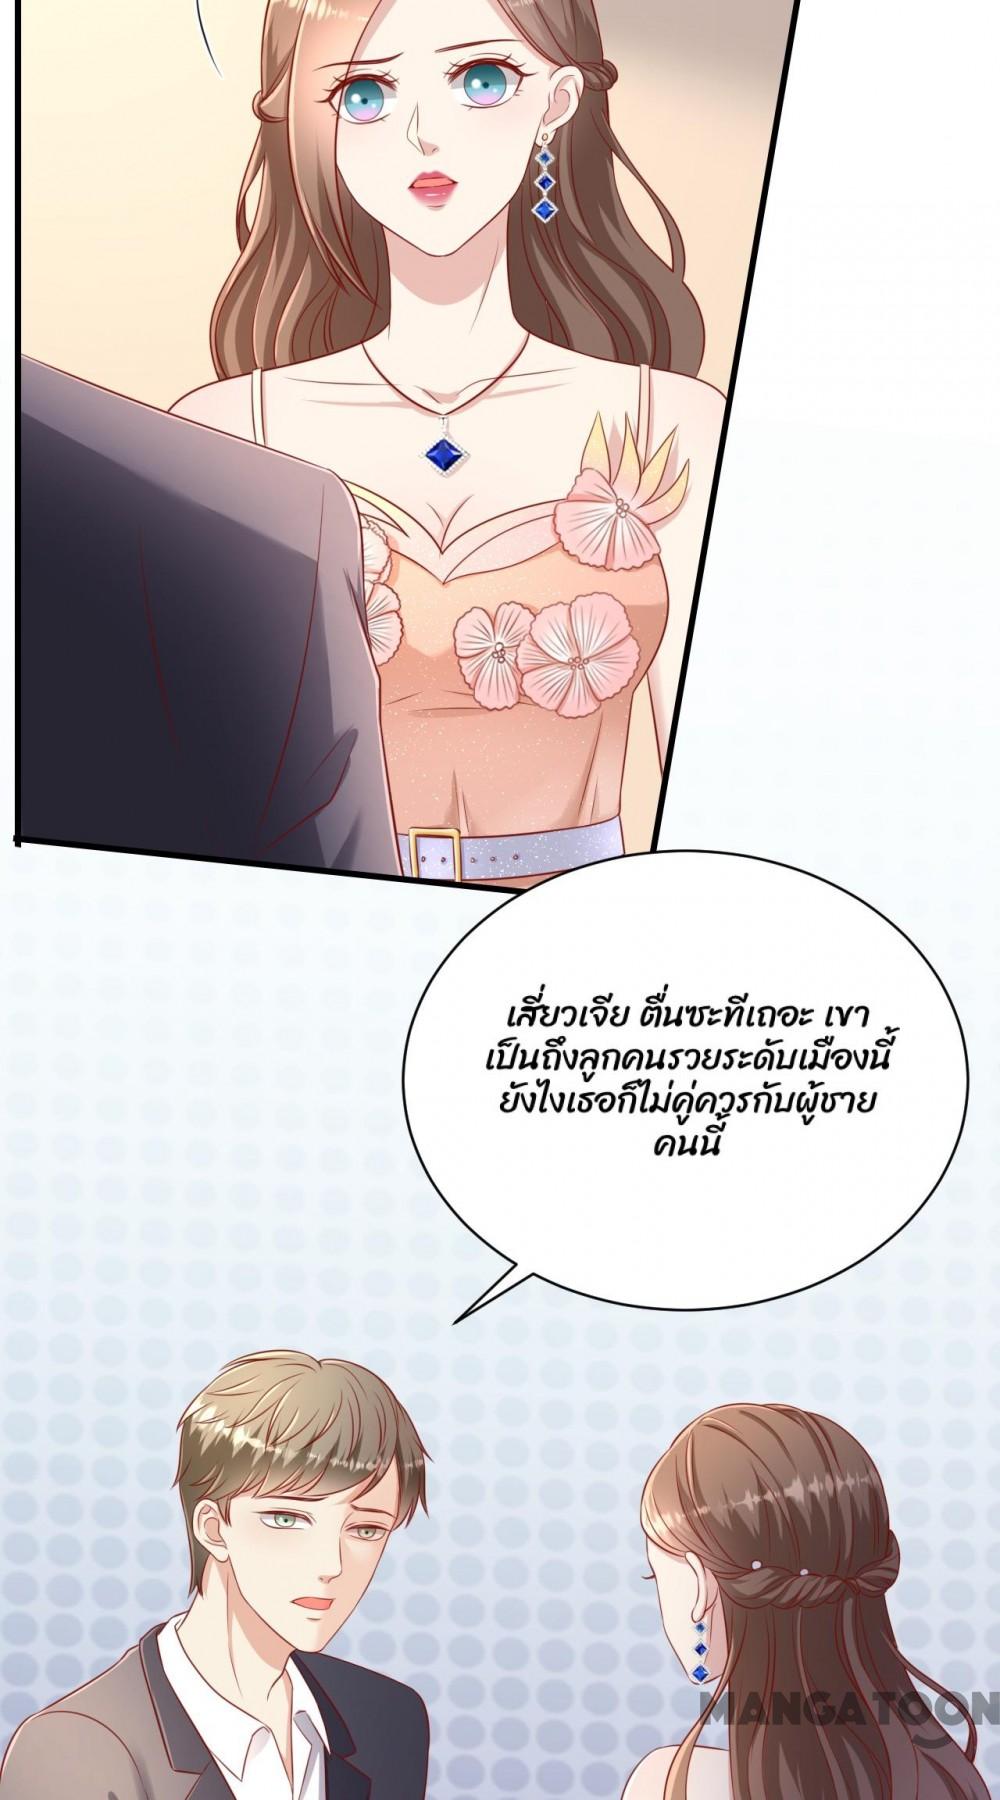 เสี่ยวเจีย ตื่นซะทีเถอะ เขา
เป็นถึงลูกคนรวยระดับเมืองนี้
ยังไงเธอก็ไม่คู่ควรกับผู้ชาย
คนนี้
MANGATOON